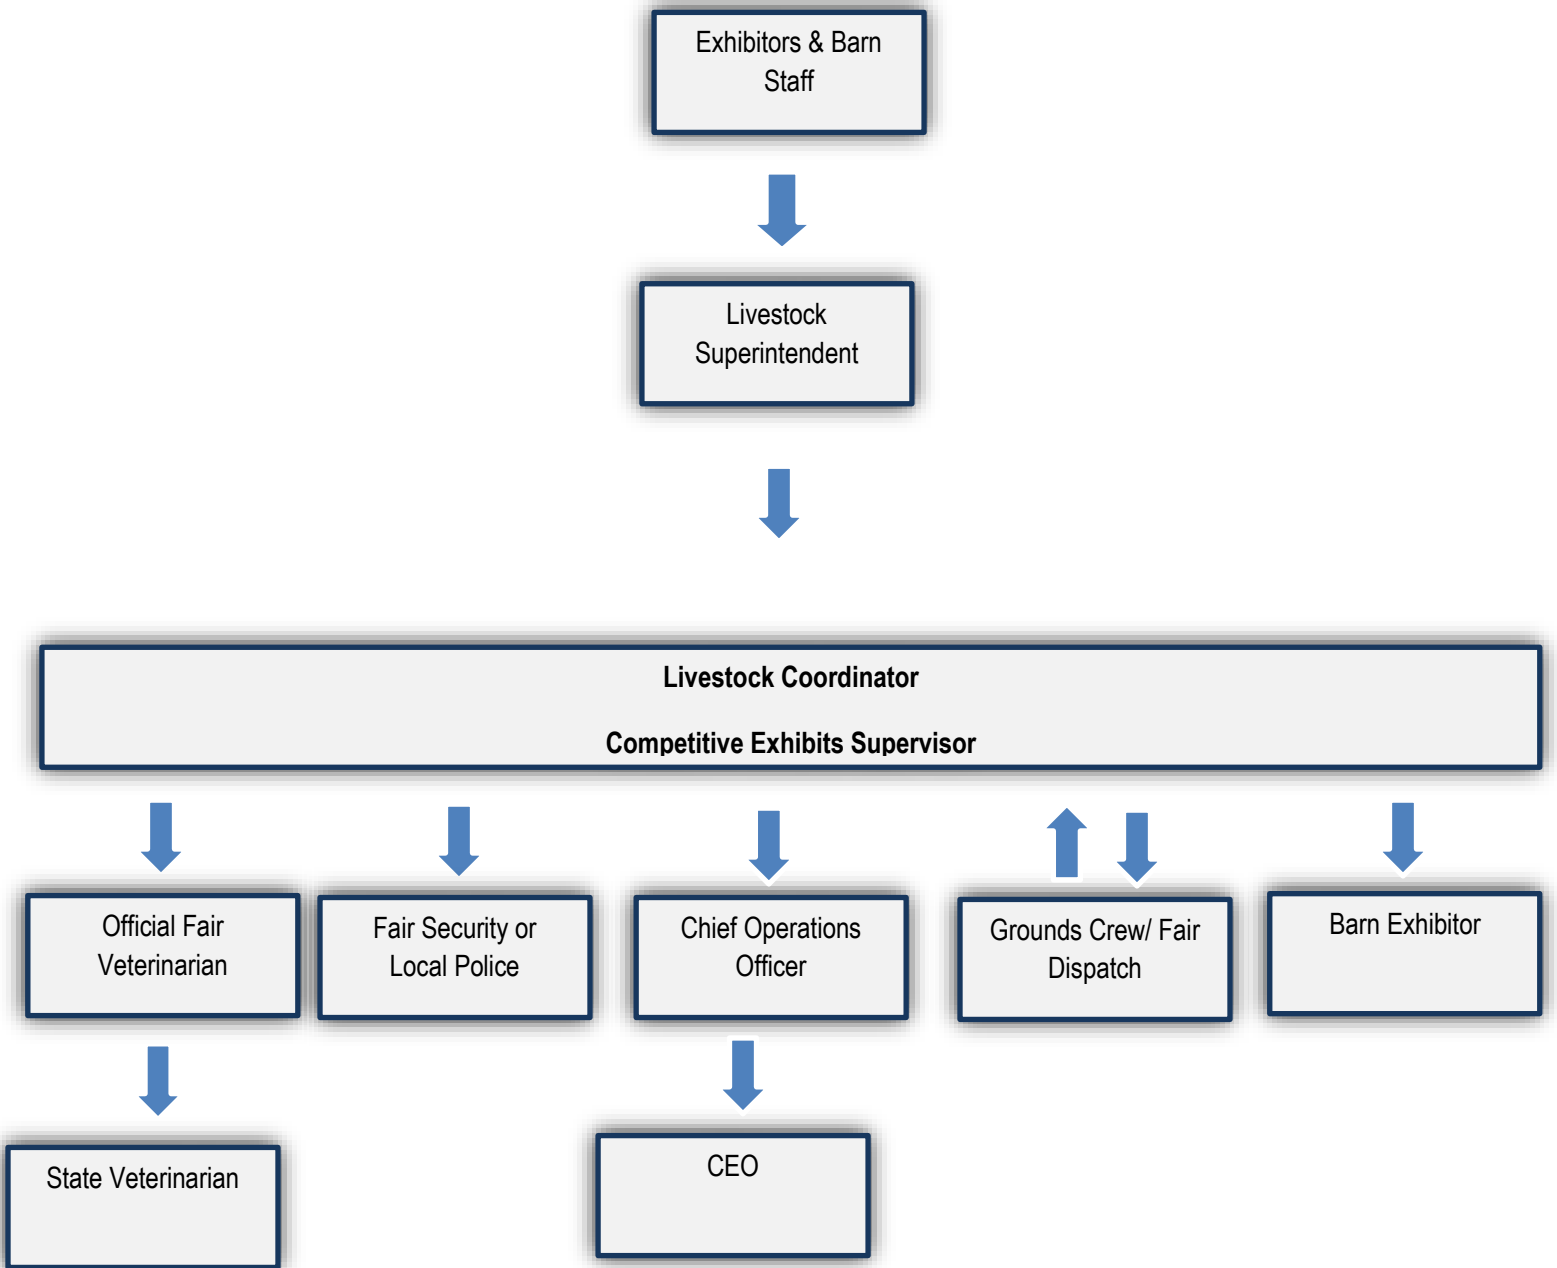 Exhibitors & Barn
Staff
Livestock
Superintendent
Livestock Coordinator
Competitive Exhibits Supervisor
Official Fair
Veterinarian
Fair Security or
Local Police
Chief Operations
Officer
Grounds Crew/ Fair
Dispatch
Barn Exhibitor
State Veterinarian
CEO